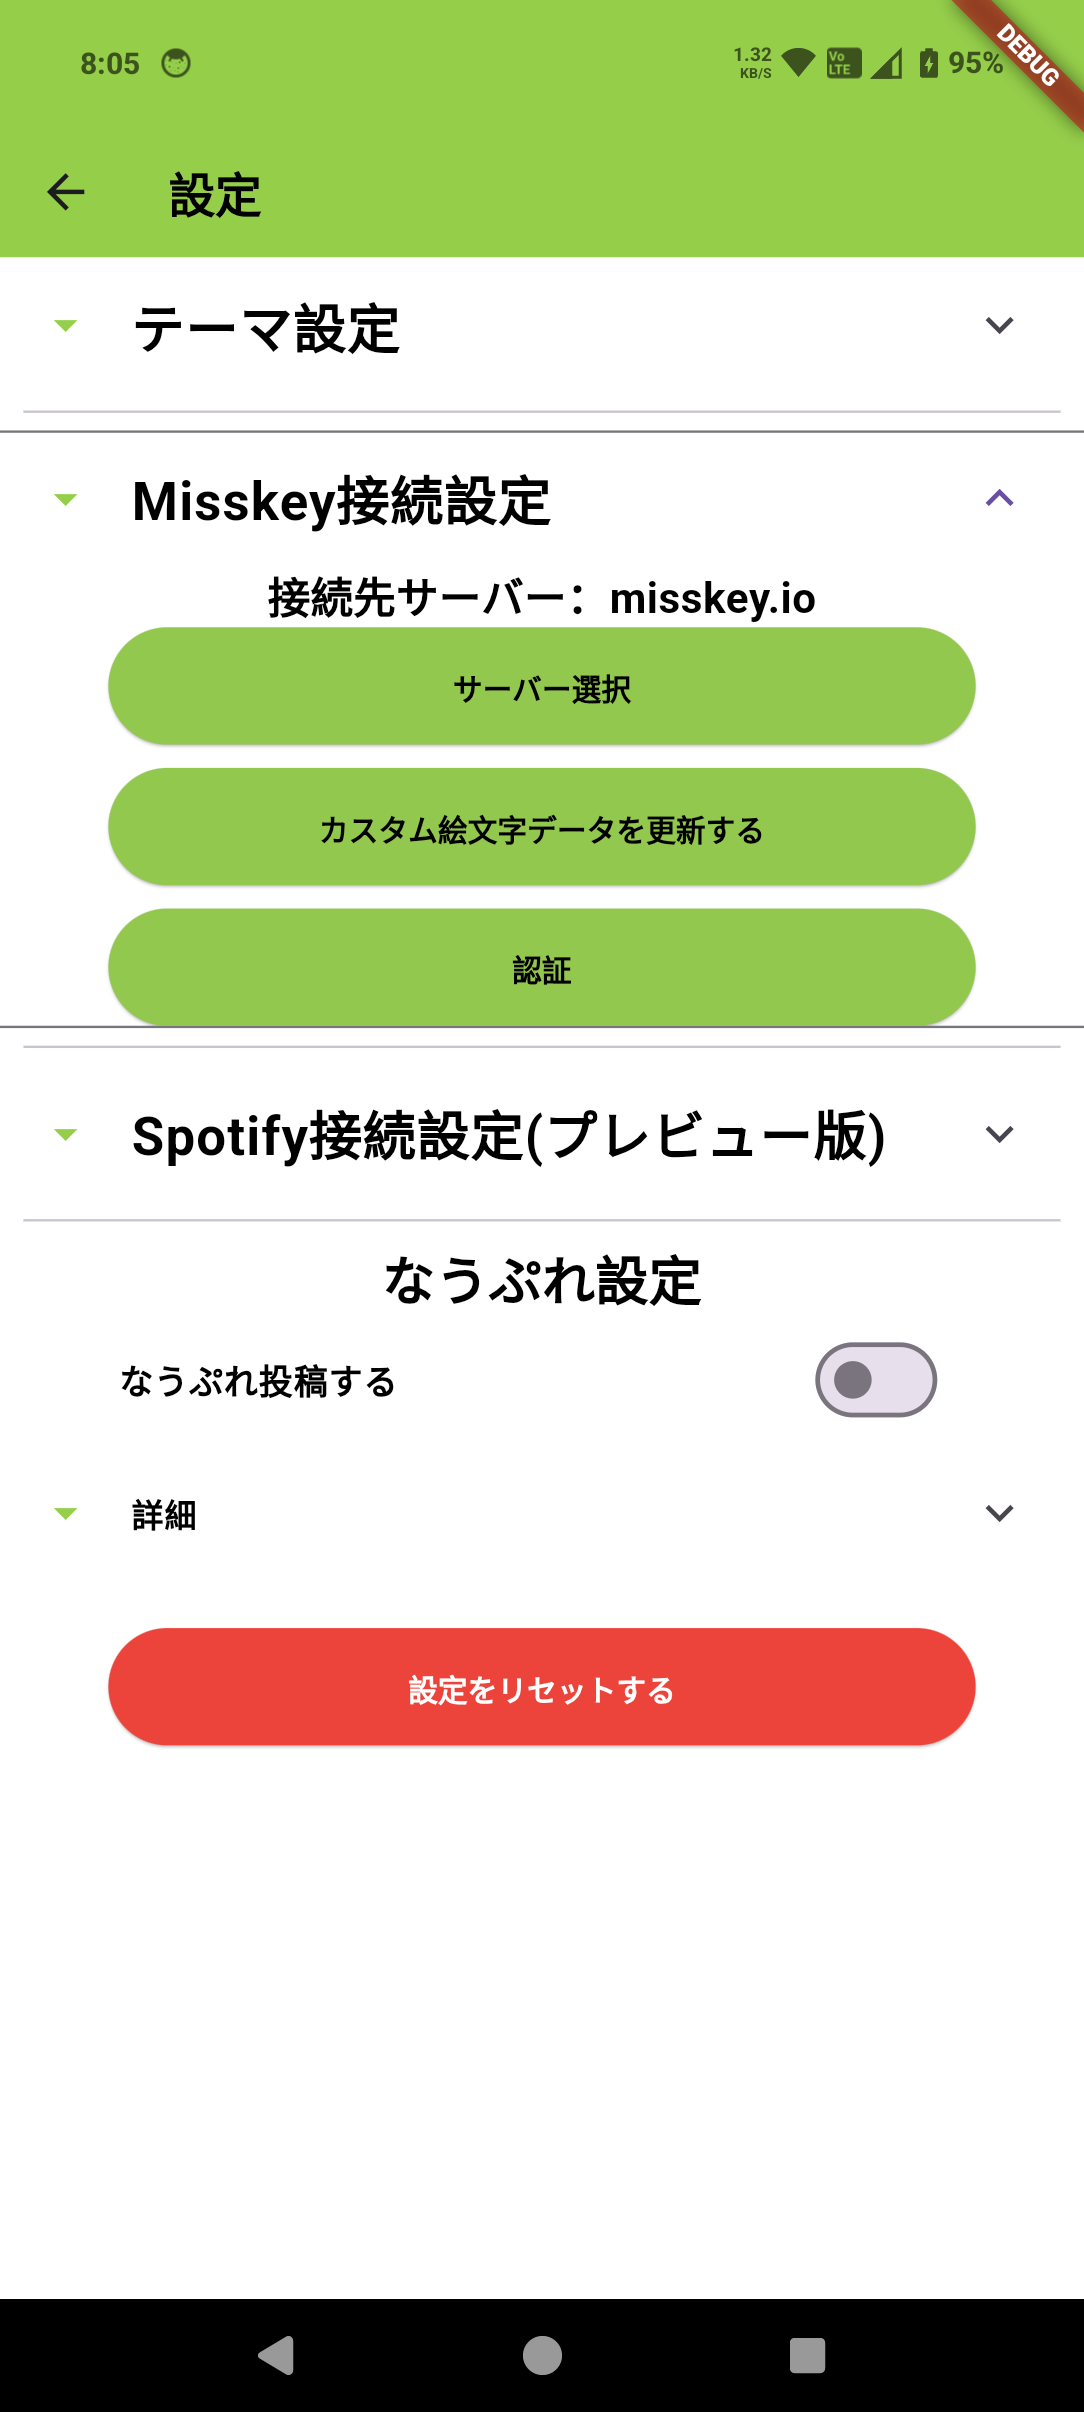 8:05
1.32
KB/S
Vo
LTE
95%
DEBUG
設定
テーマ設定
Misskey接続設定
接続先サーバー：misskey.io
サーバー選択
カスタム絵文字データを更新する
認証
Spotify接続設定(プレビュー版)
なうぷれ設定
なうぷれ投稿する
詳細
設定をリセットする